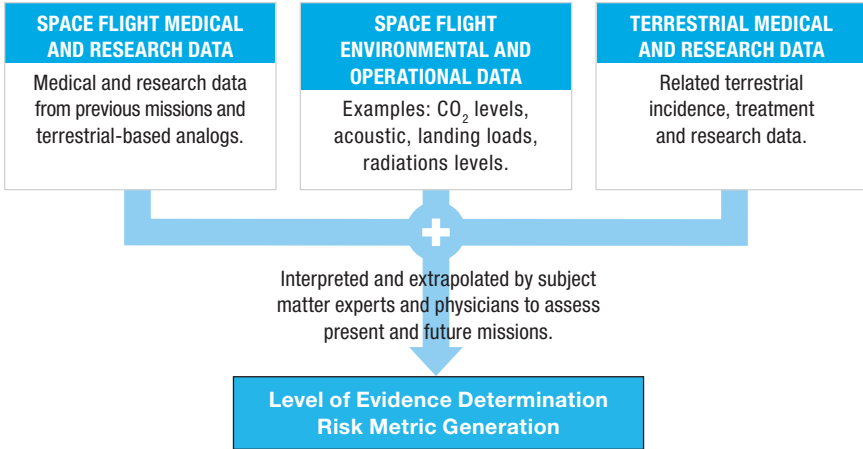 SPACE FLIGHT MEDICAL
AND RESEARCH DATA
Medical and research data
from previous missions and
terrestrial-based analogs.
SPACE FLIGHT
ENVIRONMENTAL AND
OPERATIONAL DATA
Examples: CO₂ levels,
acoustic, landing loads,
radiations levels.
TERRESTRIAL MEDICAL
AND RESEARCH DATA
Related terrestrial
incidence, treatment
and research data.
+
Interpreted and extrapolated by subject
matter experts and physicians to assess
present and future missions.
Level of Evidence Determination
Risk Metric Generation